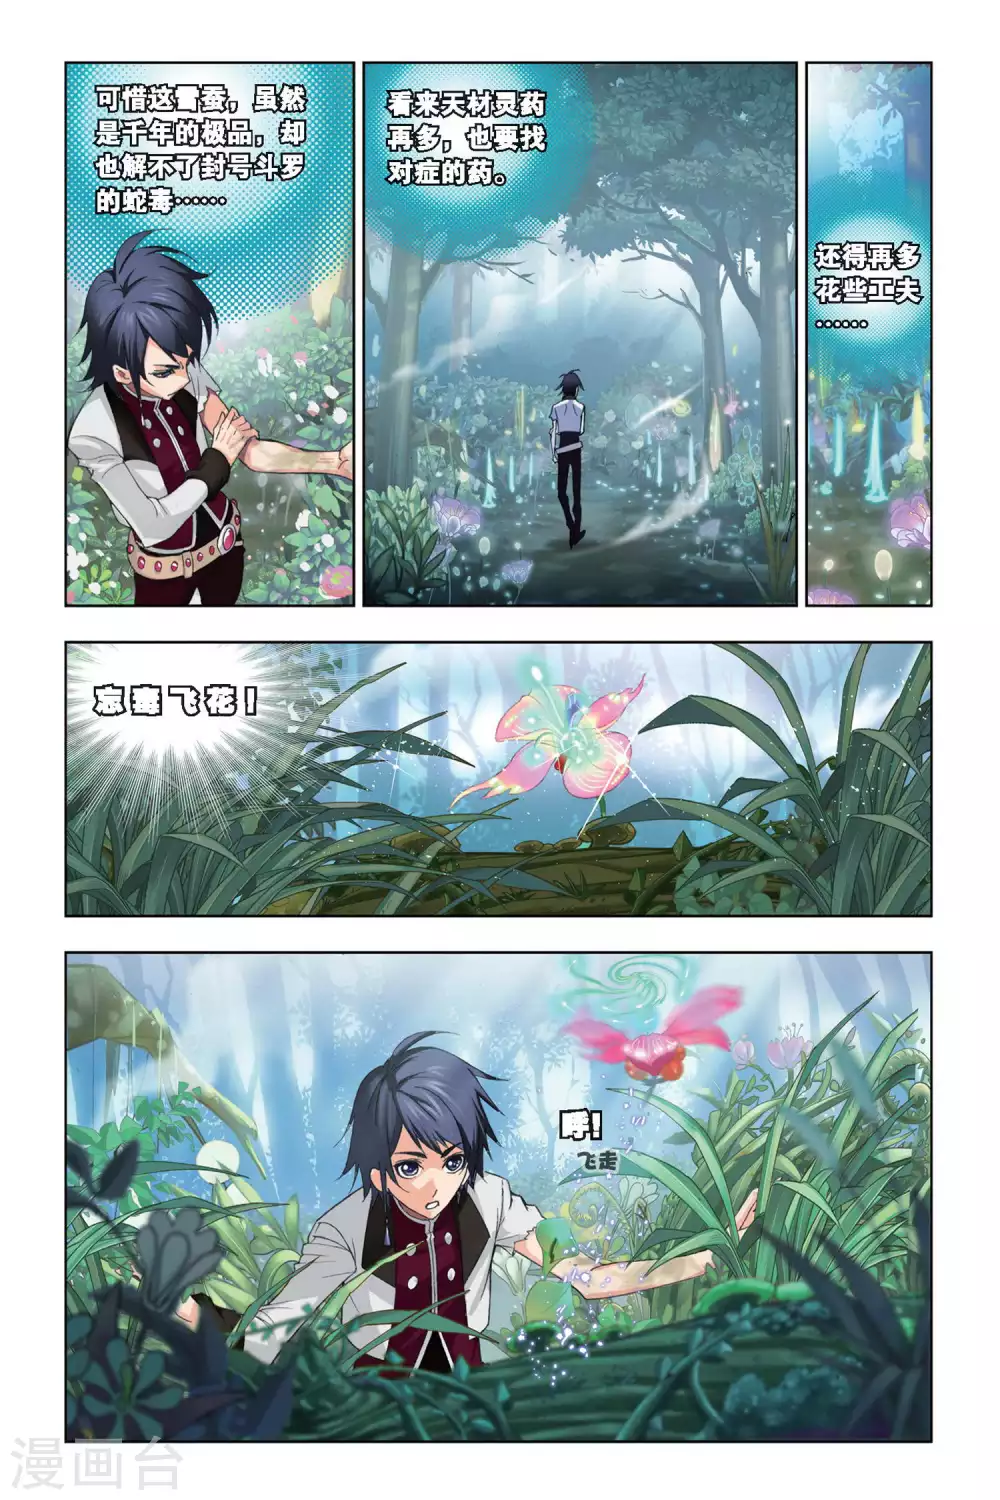 可惜这雪蚕，虽然
是千年的极品，却
也解不了封号斗罗
的蛇毒……
看来天材灵药
再多，也要找
对症的药。
还得再多
花些工夫
……
忘毒飞花！
呼！
飞走
漫画台